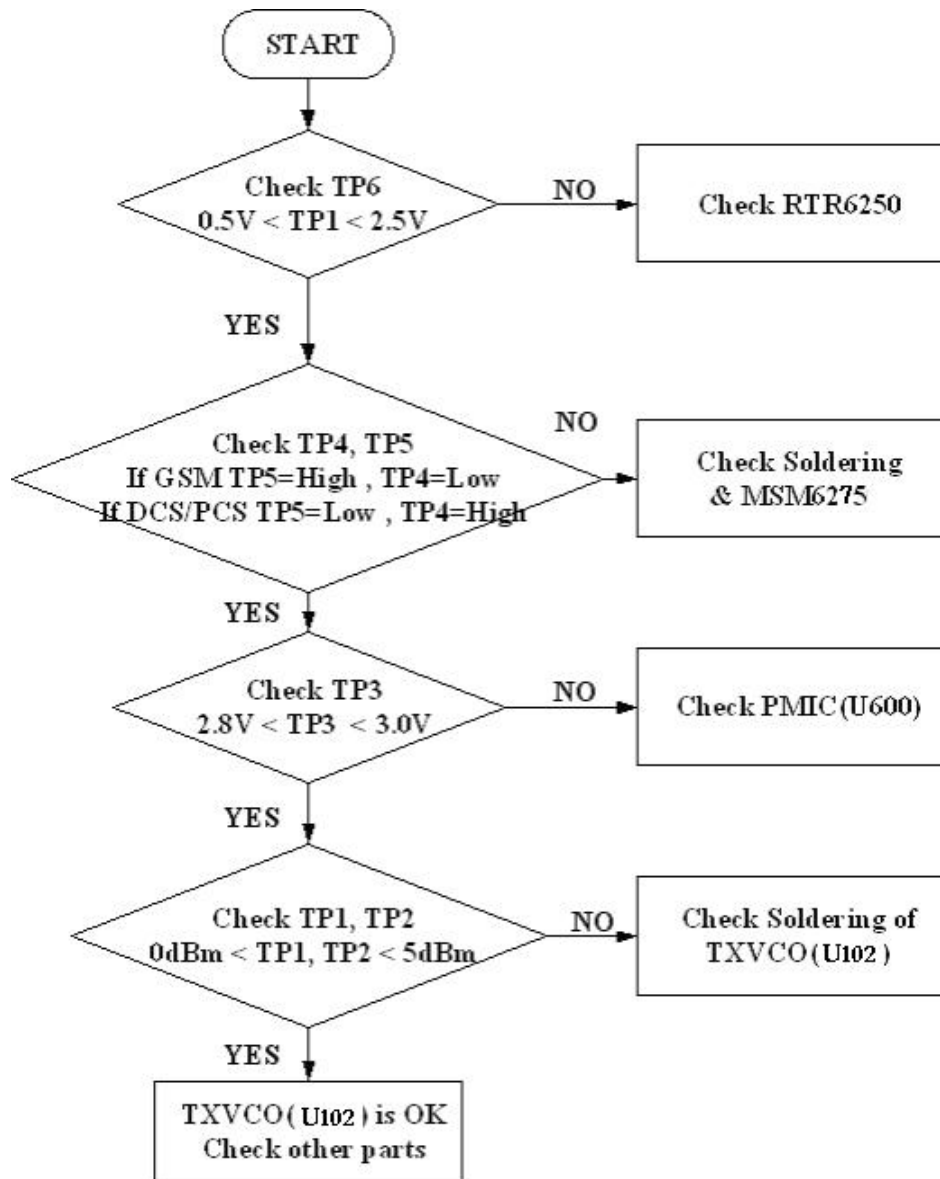 START
Check TP6
0.5V < TP1 < 2.5V
NO
Check RTR6250
YES
Check TP4, TP5
If GSM TP5=High , TP4=Low
If DCS/PCS TP5=Low , TP4=High
NO
Check Soldering
& MSM6275
YES
Check TP3
2.8V < TP3 < 3.0V
NO
Check PMIC(U600)
YES
Check TP1, TP2
0dBm < TP1, TP2 < 5dBm
NO
Check Soldering of
TXVCO(U102)
YES
TXVCO(U102) is OK
Check other parts